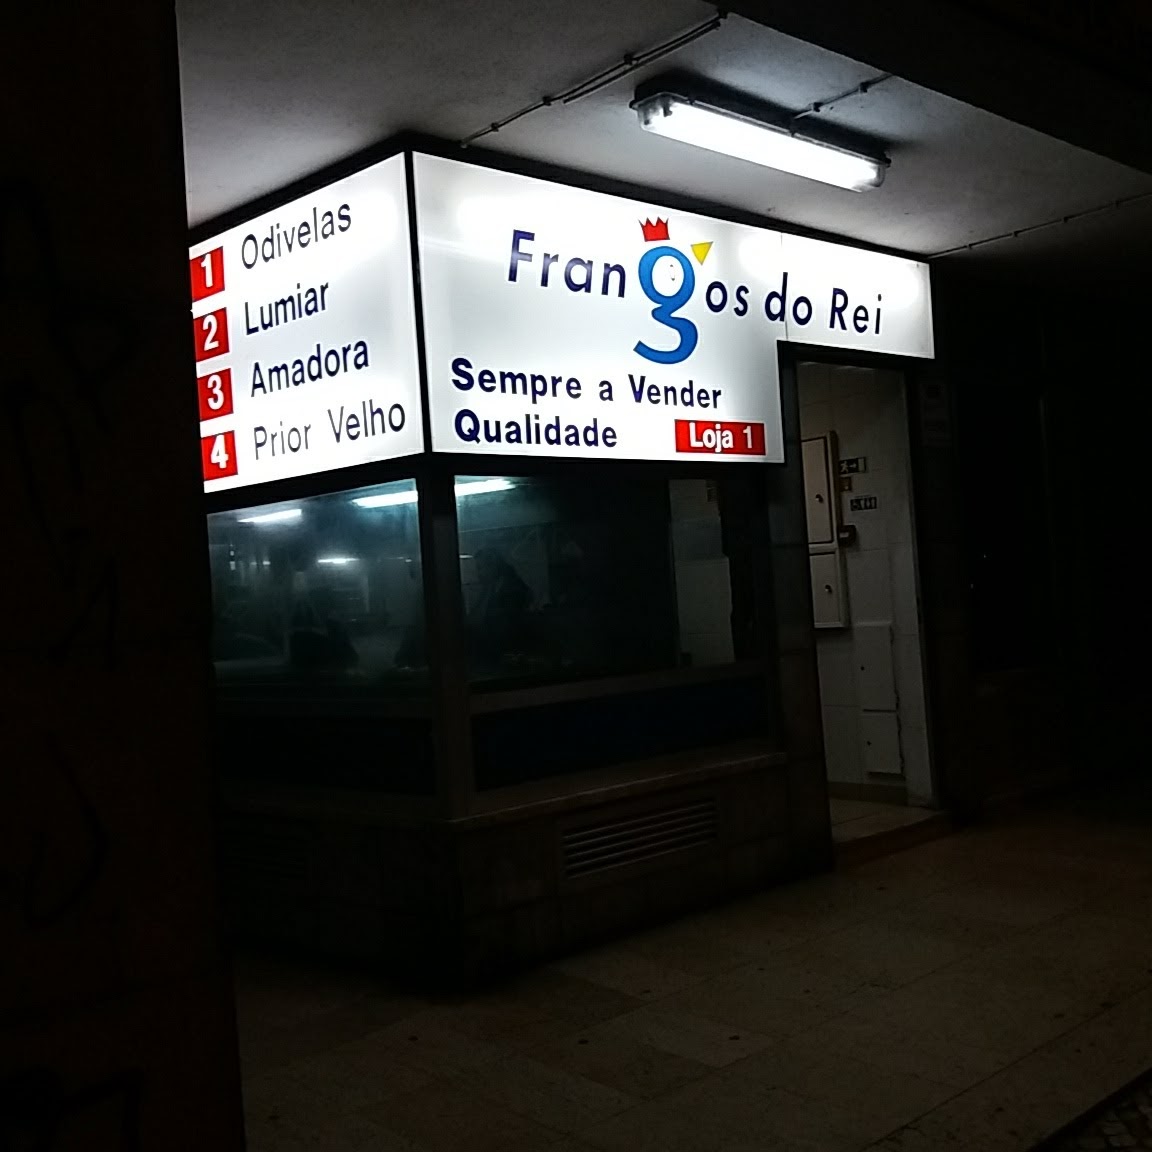 1 Odivelas
2 Lumiar
3 Amadora
4 Prior Velho
Frangos do Rei
Sempre a Vender
Qualidade
Loja 1